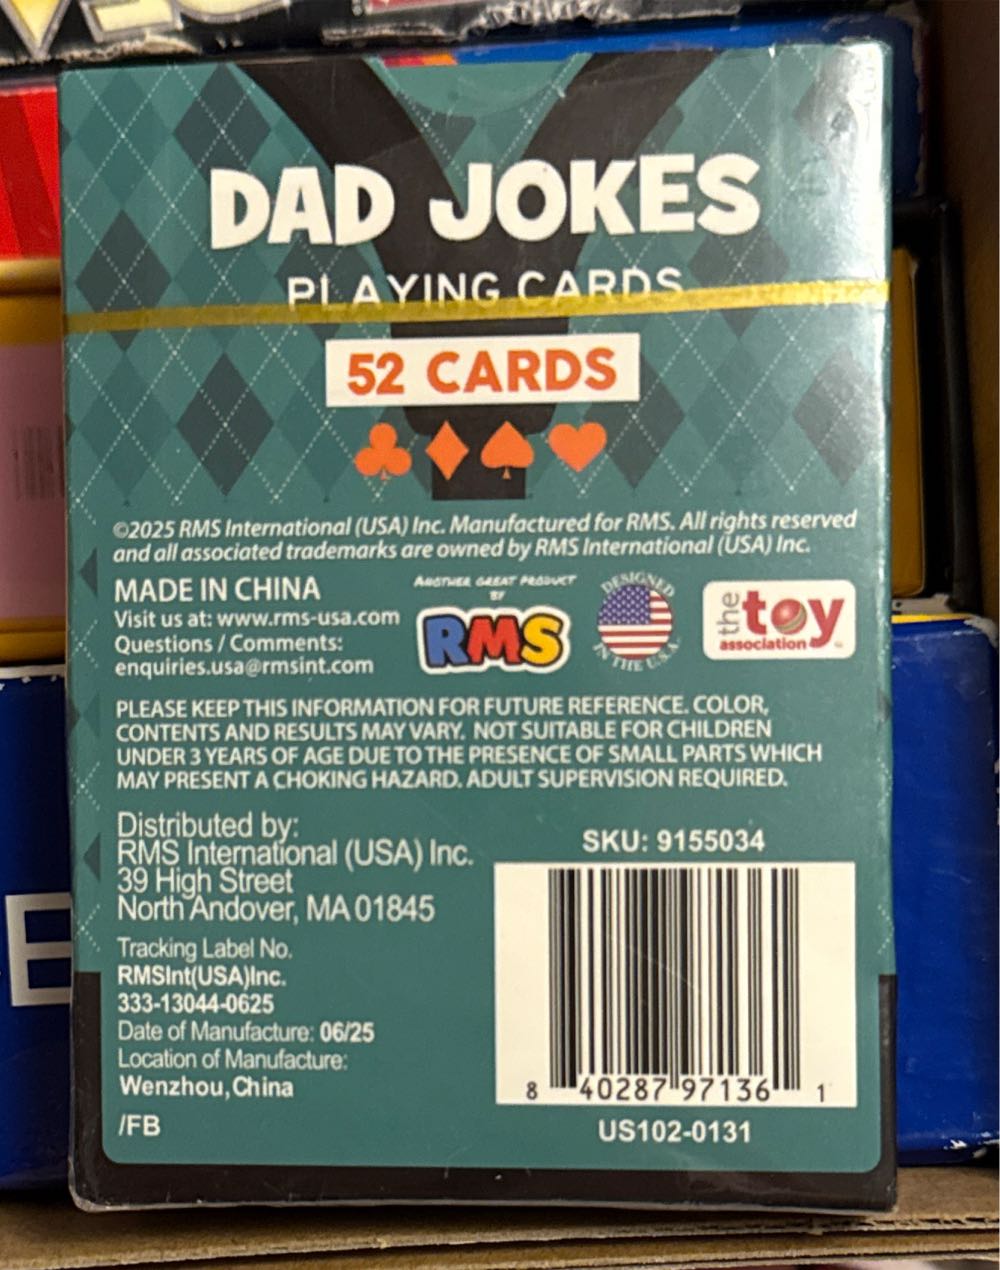 DAD JOKES
PLAYING CARDS
52 CARDS
©2025 RMS International (USA) Inc. Manufactured for RMS. All rights reserved
and all associated trademarks are owned by RMS International (USA) Inc.
MADE IN CHINA
Visit us at: www.rms-usa.com
Questions / Comments:
enquiries.usa@rmsint.com
ANOTHER GREAT PRODUCT
BY
RMS
DESIGNED
IN THE U.S.A
the toy
association
PLEASE KEEP THIS INFORMATION FOR FUTURE REFERENCE. COLOR,
CONTENTS AND RESULTS MAY VARY. NOT SUITABLE FOR CHILDREN
UNDER 3 YEARS OF AGE DUE TO THE PRESENCE OF SMALL PARTS WHICH
MAY PRESENT A CHOKING HAZARD. ADULT SUPERVISION REQUIRED.
Distributed by:
RMS International (USA) Inc.
39 High Street
North Andover, MA 01845
Tracking Label No.
RMSInt(USA)Inc.
333-13044-0625
Date of Manufacture: 06/25
Location of Manufacture:
Wenzhou,China
/FB
SKU: 9155034
8 40287 97136 1
US102-0131
E